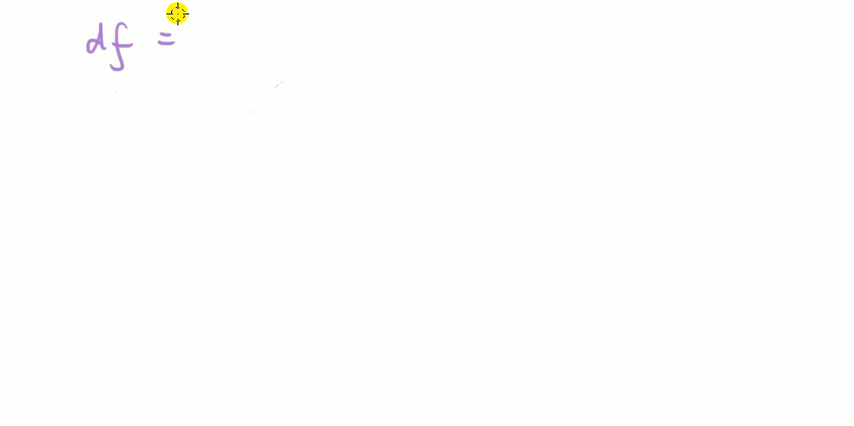 df =